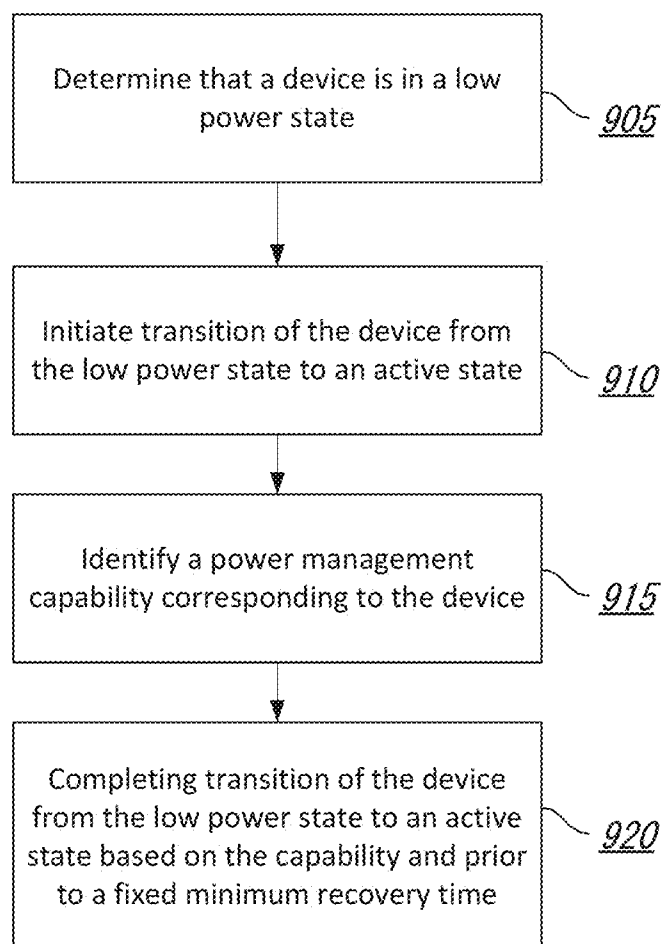 Determine that a device is in a low
power state
905
Initiate transition of the device from
the low power state to an active state
910
Identify a power management
capability corresponding to the device
915
Completing transition of the device
from the low power state to an active
state based on the capability and prior
to a fixed minimum recovery time
920